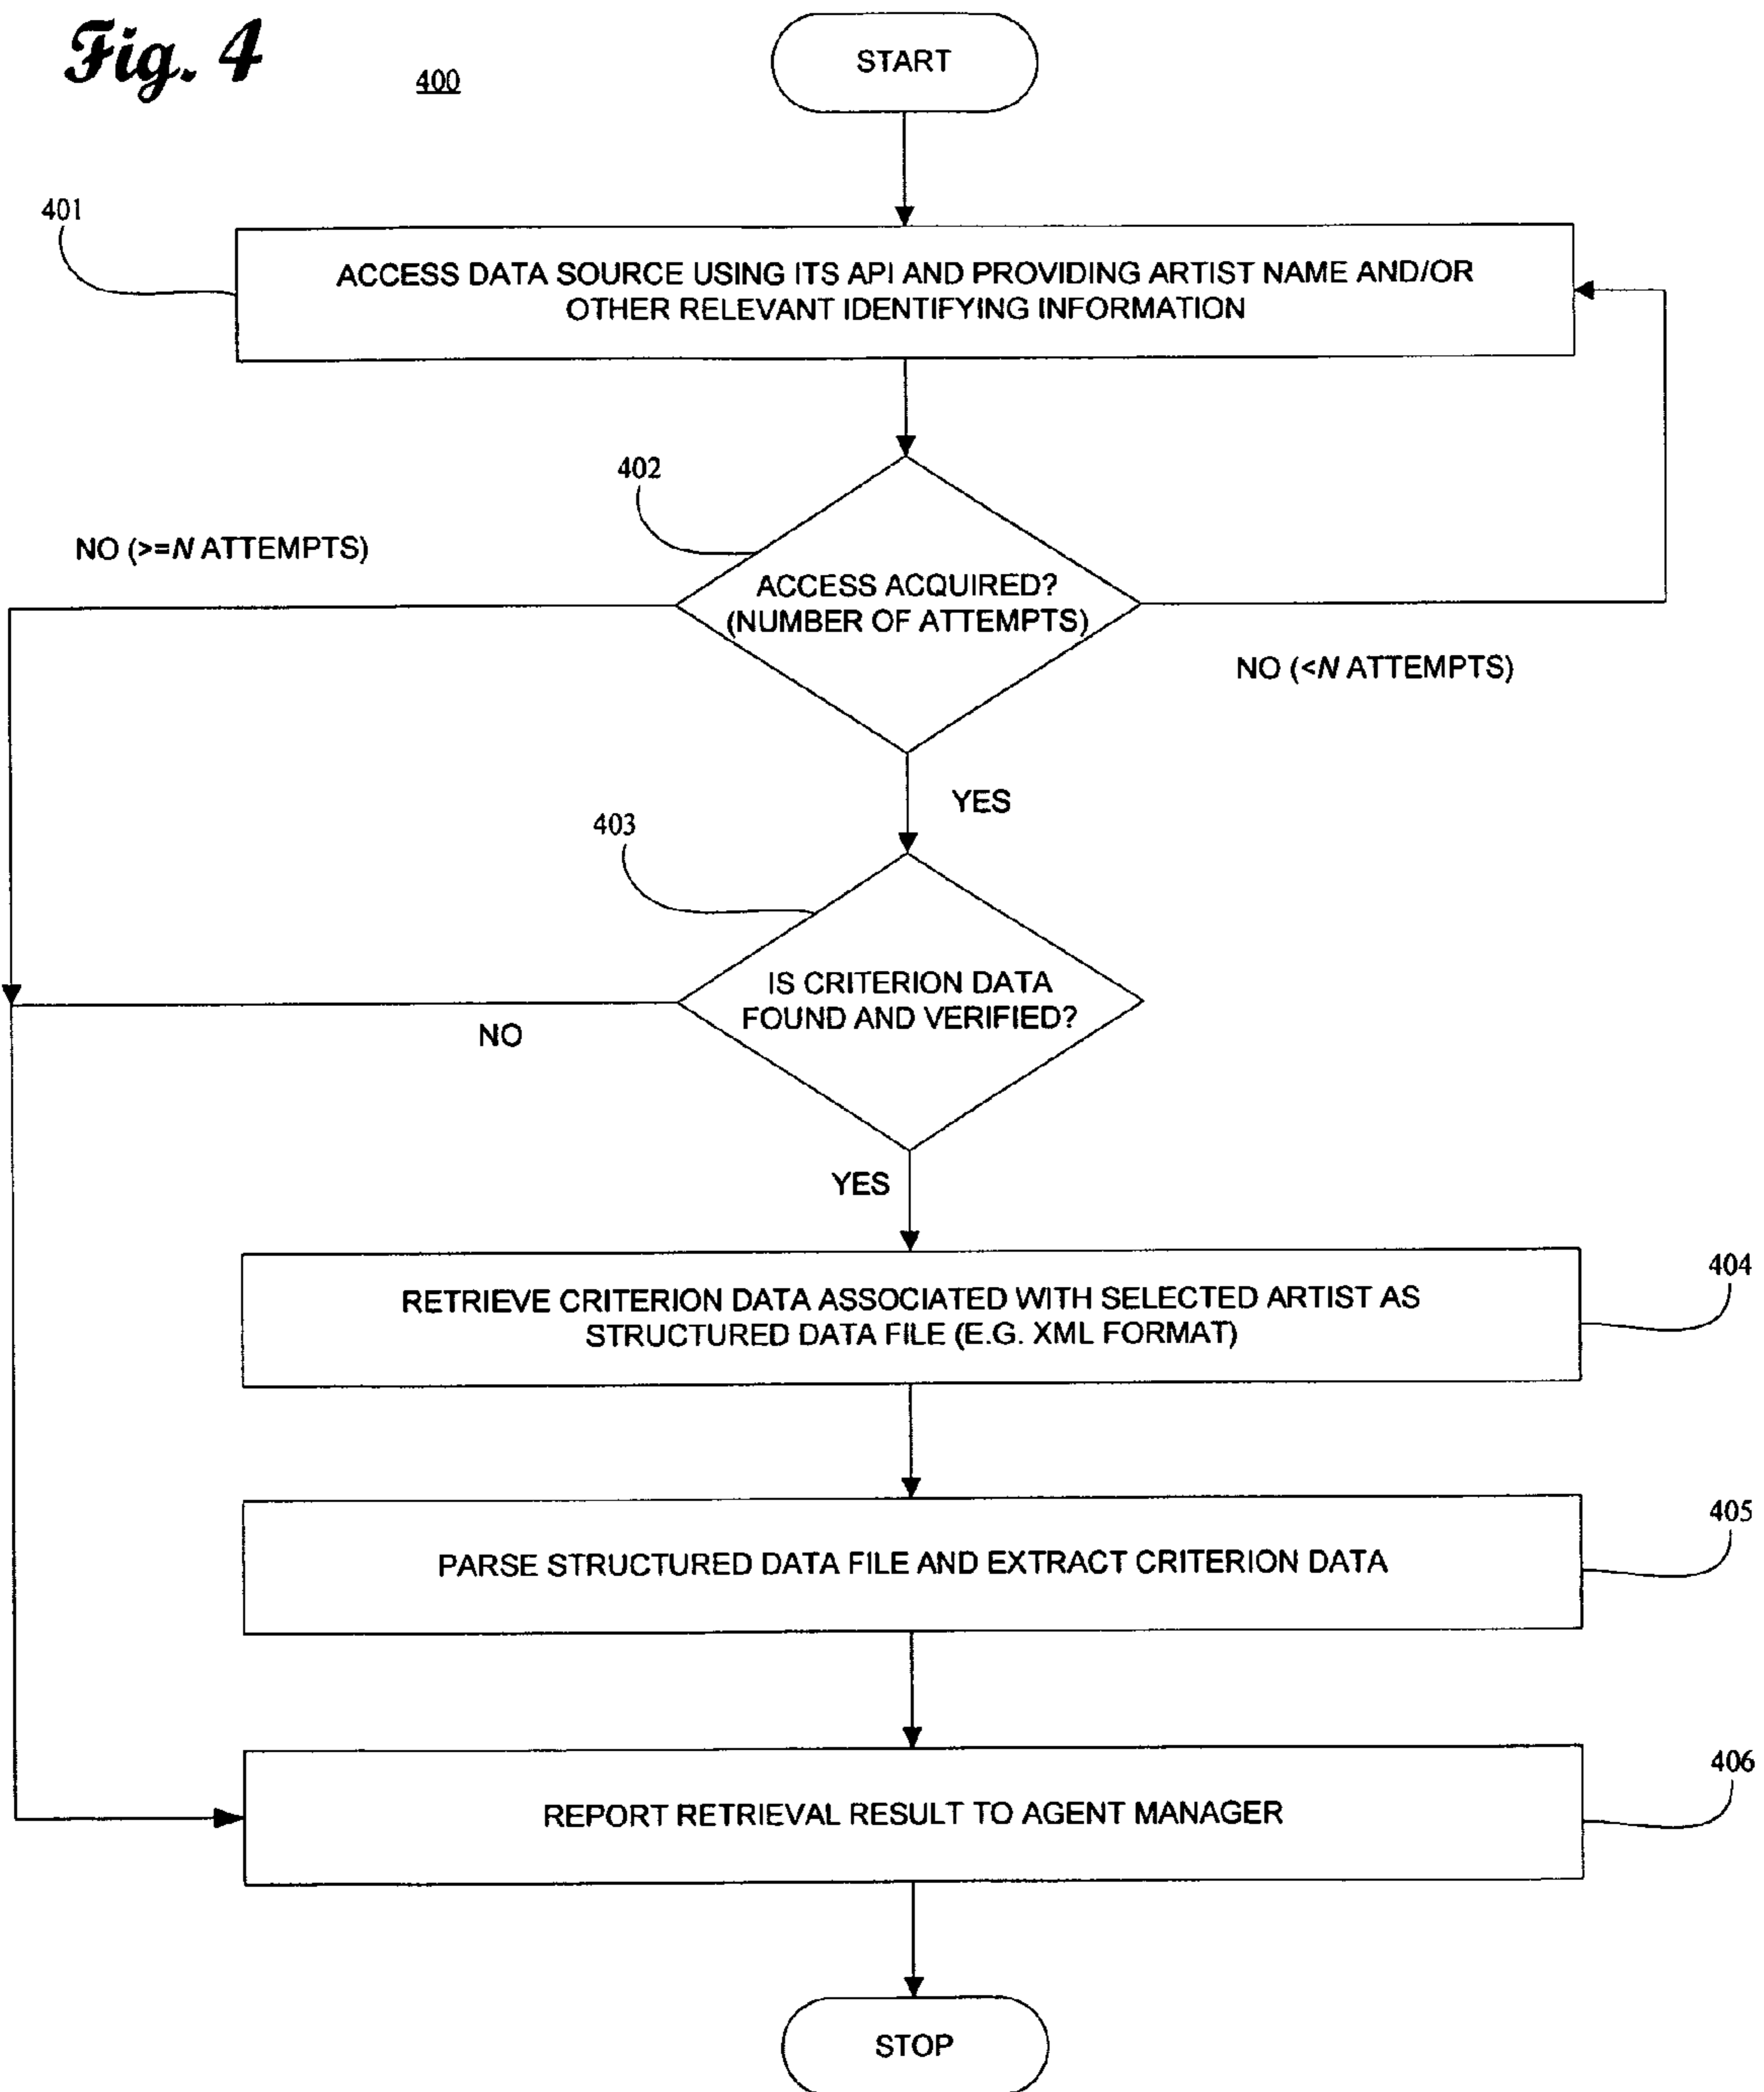 Fig. 4
400
START
401
ACCESS DATA SOURCE USING ITS API AND PROVIDING ARTIST NAME AND/OR
OTHER RELEVANT IDENTIFYING INFORMATION
402
NO (>=N ATTEMPTS)
ACCESS ACQUIRED?
(NUMBER OF ATTEMPTS)
NO (<N ATTEMPTS)
YES
403
IS CRITERION DATA
FOUND AND VERIFIED?
NO
YES
404
RETRIEVE CRITERION DATA ASSOCIATED WITH SELECTED ARTIST AS
STRUCTURED DATA FILE (E.G. XML FORMAT)
405
PARSE STRUCTURED DATA FILE AND EXTRACT CRITERION DATA
406
REPORT RETRIEVAL RESULT TO AGENT MANAGER
STOP